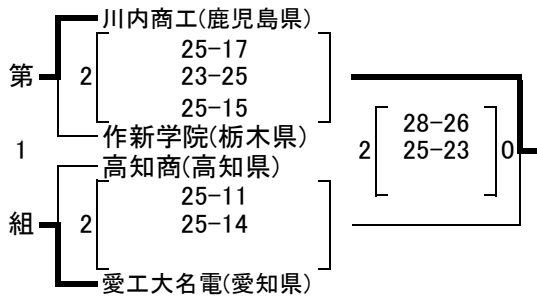 川内商工(鹿児島県)
25-17
第 2 23-25
25-15
28-26
作新学院(栃木県)
1 2 25-23 0
高知商(高知県)
25-11
組 2 25-14
愛工大名電(愛知県)